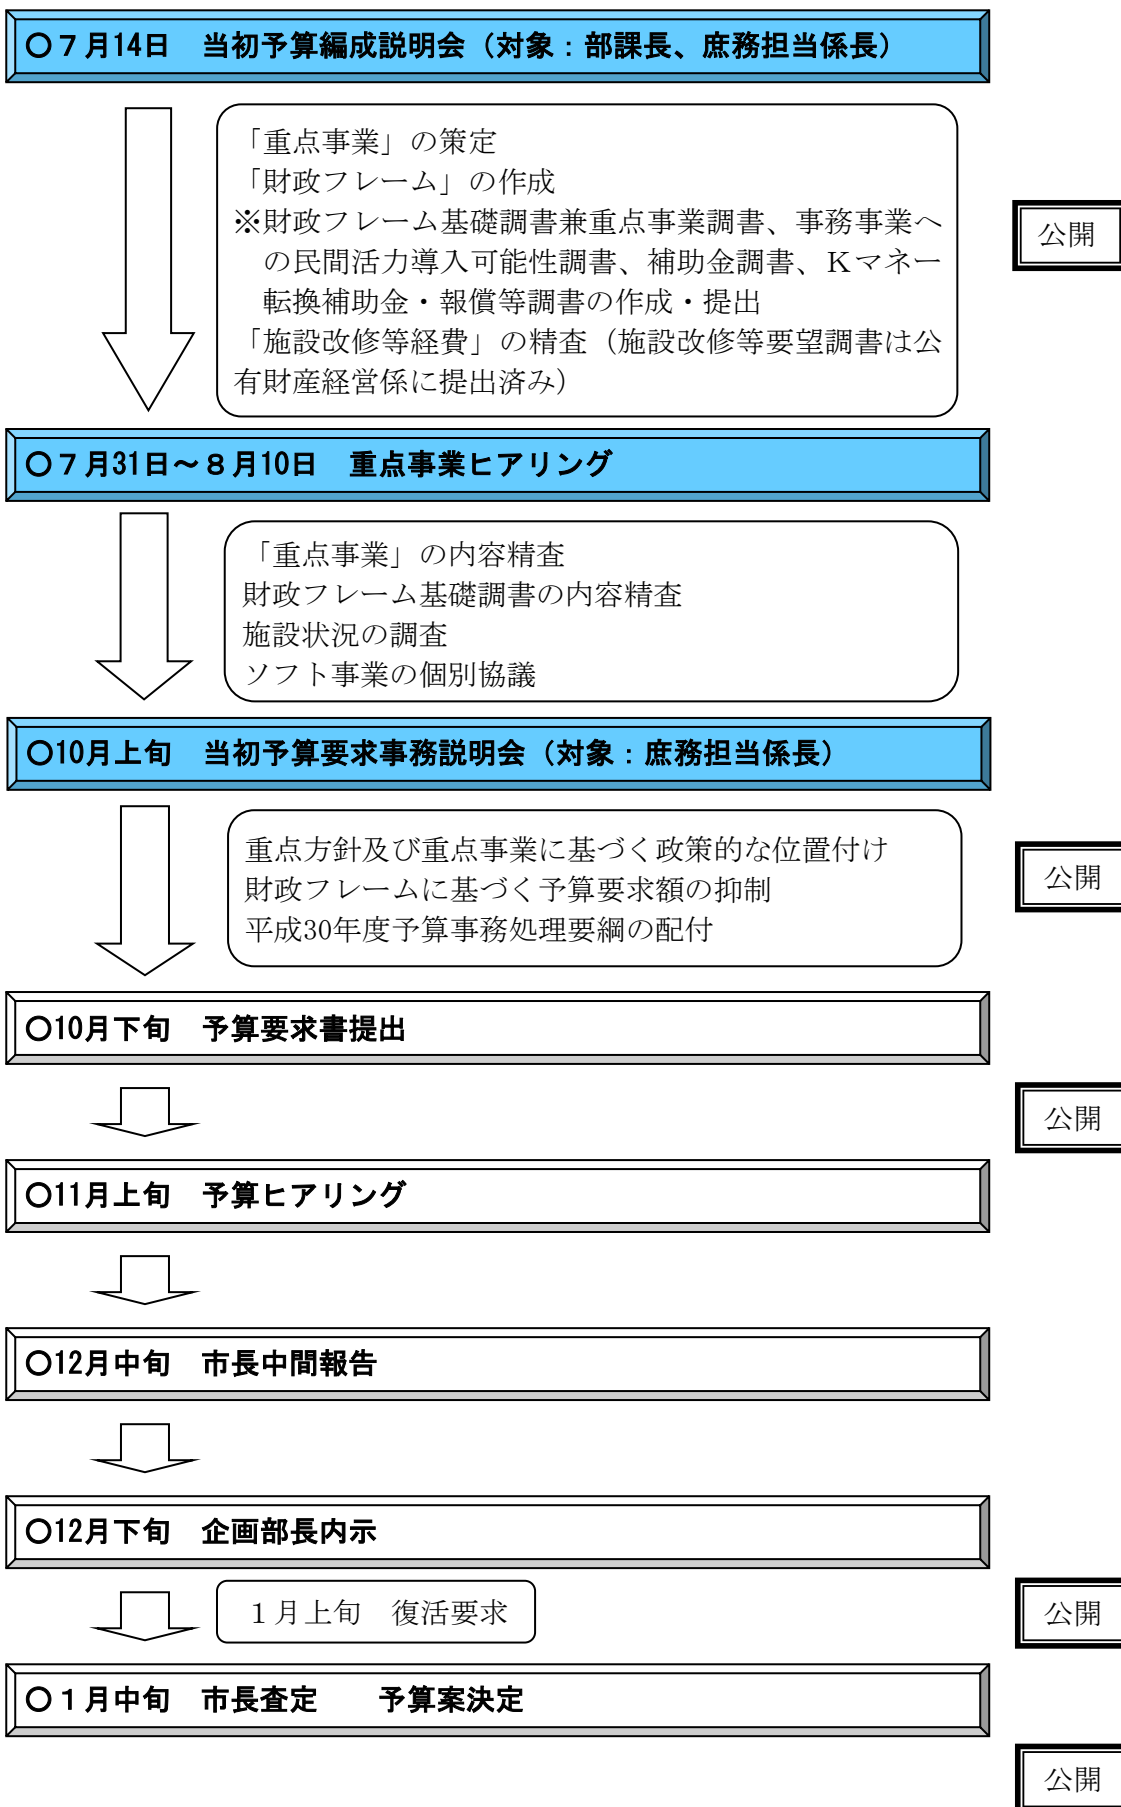 〇７月14日　当初予算編成説明会（対象：部課長、庶務担当係長）
「重点事業」の策定
「財政フレーム」の作成
※財政フレーム基礎調書兼重点事業調書、事務事業へ
の民間活力導入可能性調書、補助金調書、Ｋマネー
転換補助金・報償等調書の作成・提出
「施設改修等経費」の精査（施設改修等要望調書は公
有財産経営係に提出済み）
公開
〇７月31日～８月10日　重点事業ヒアリング
「重点事業」の内容精査
財政フレーム基礎調書の内容精査
施設状況の調査
ソフト事業の個別協議
〇10月上旬　当初予算要求事務説明会（対象：庶務担当係長）
重点方針及び重点事業に基づく政策的な位置付け
財政フレームに基づく予算要求額の抑制
平成30年度予算事務処理要綱の配付
公開
〇10月下旬　予算要求書提出
公開
〇11月上旬　予算ヒアリング
〇12月中旬　市長中間報告
〇12月下旬　企画部長内示
１月上旬　復活要求
公開
〇１月中旬　市長査定　　予算案決定
公開